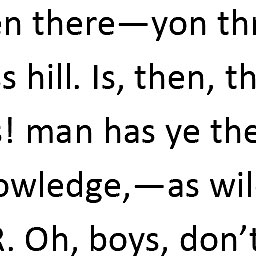 en there—yon thr
s hill. Is, then, th
s! man has ye the
owledge,—as wil
R. Oh, boys, don’t